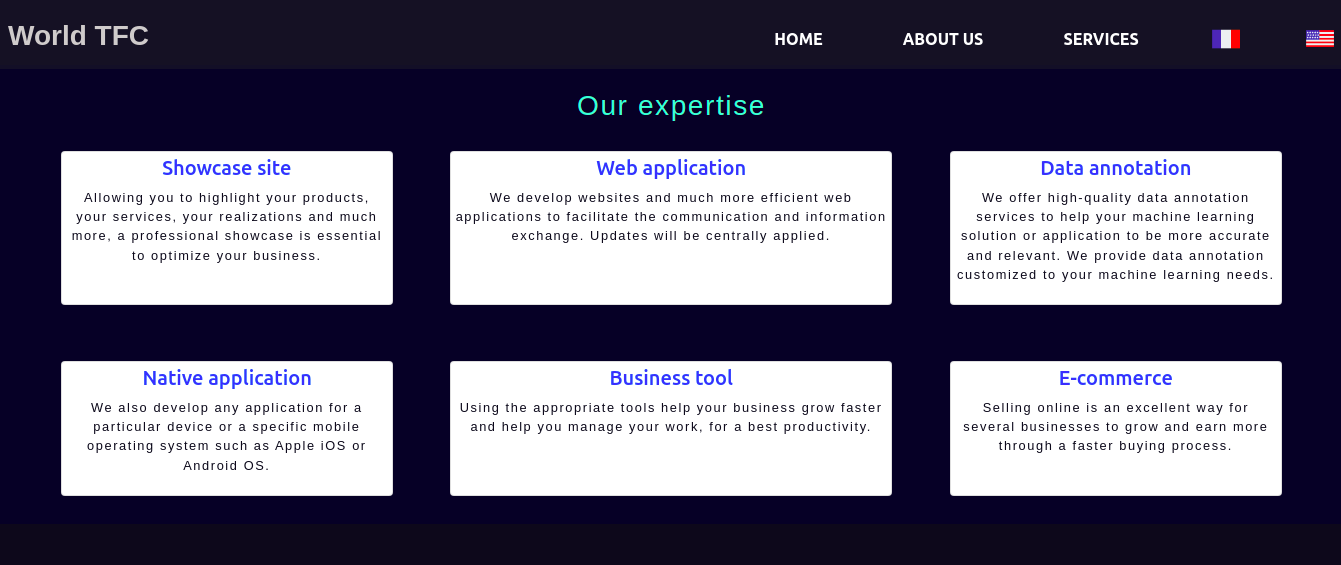 World TFC
HOME
ABOUT US
SERVICES
Our expertise
Showcase site
Allowing you to highlight your products,
your services, your realizations and much
more, a professional showcase is essential
to optimize your business.
Web application
We develop websites and much more efficient web
applications to facilitate the communication and information
exchange. Updates will be centrally applied.
Data annotation
We offer high-quality data annotation
services to help your machine learning
solution or application to be more accurate
and relevant. We provide data annotation
customized to your machine learning needs.
Native application
We also develop any application for a
particular device or a specific mobile
operating system such as Apple iOS or
Android OS.
Business tool
Using the appropriate tools help your business grow faster
and help you manage your work, for a best productivity.
E-commerce
Selling online is an excellent way for
several businesses to grow and earn more
through a faster buying process.